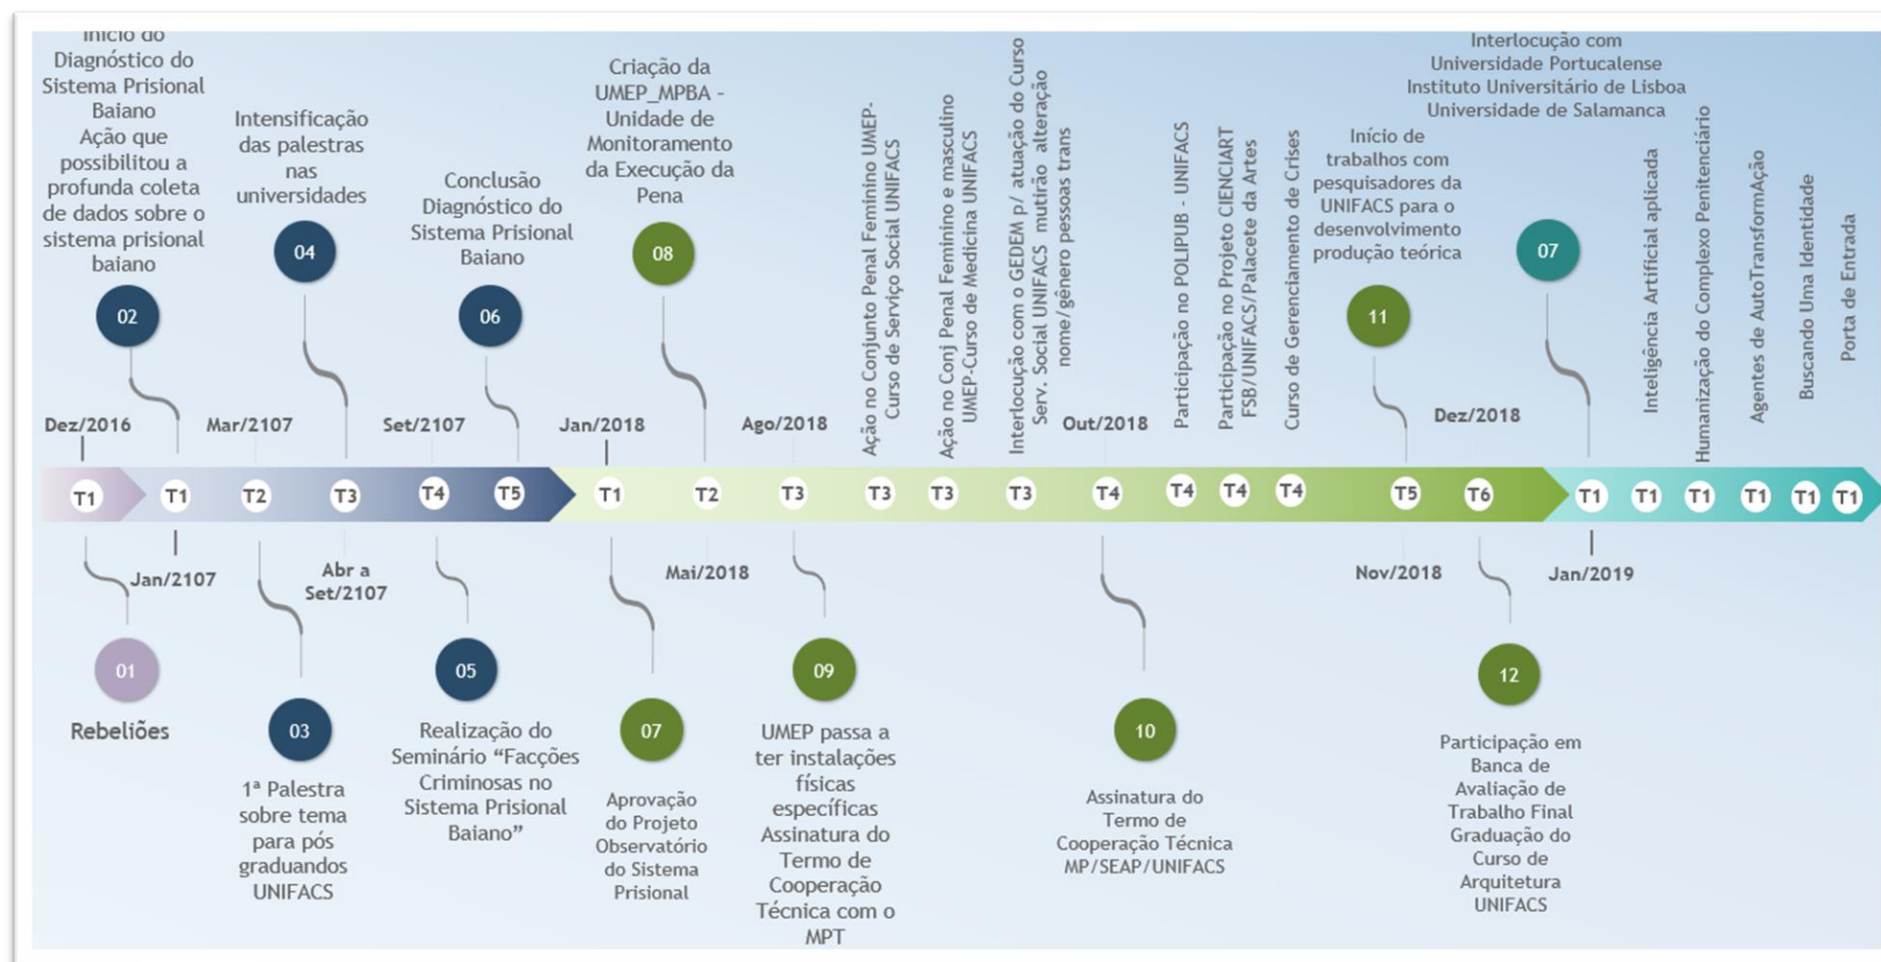 Início do
Diagnóstico do
Sistema Prisional
Baiano
Ação que
possibilitou a
profunda coleta
de dados sobre o
sistema prisional
baiano
02
Intensificação
das palestras
nas
universidades
04
Conclusão
Diagnóstico do
Sistema Prisional
Baiano
06
Criação da
UMEP_MPBA –
Unidade de
Monitoramento
da Execução da
Pena
08
Ação no Conjunto Penal Feminino UMEP-
Curso de Serviço Social UNIFACS
Ação no Conj Penal Feminino e masculino
UMEP-Curso de Medicina UNIFACS
Interlocução com o GEDEM p/ atuação do Curso
Serv. Social UNIFACS mutirão alteração
nome/gênero pessoas trans
Participação no POLIPUB - UNIFACS
Participação no Projeto CIENCIART
FSB/UNIFACS/Palacete da Artes
Curso de Gerenciamento de Crises
Início de
trabalhos com
pesquisadores da
UNIFACS para o
desenvolvimento
produção teórica
11
Interlocução com
Universidade Portucalense
Instituto Universitário de Lisboa
Universidade de Salamanca
07
Inteligência Artificial aplicada
Humanização do Complexo Penitenciário
Agentes de AutoTransformAção
Buscando Uma Identidade
Porta de Entrada
Dez/2016
Mar/2107
Set/2107
Jan/2018
Ago/2018
Out/2018
Dez/2018
T1 T1 T2 T3 T4 T5 T1 T2 T3 T3 T3 T3 T4 T4 T4 T4 T5 T6 T1 T1 T1 T1 T1 T1
Jan/2107
Abr a
Set/2107
Mai/2018
Nov/2018
Jan/2019
01
Rebeliões
03
1ª Palestra
sobre tema
para pós
graduandos
UNIFACS
05
Realização do
Seminário “Facções
Criminosas no
Sistema Prisional
Baiano”
07
Aprovação
do Projeto
Observatório
do Sistema
Prisional
09
UMEP passa a
ter instalações
físicas
específicas
Assinatura do
Termo de
Cooperação
Técnica com o
MPT
10
Assinatura do
Termo de
Cooperação Técnica
MP/SEAP/UNIFACS
12
Participação em
Banca de
Avaliação de
Trabalho Final
Graduação do
Curso de
Arquitetura
UNIFACS